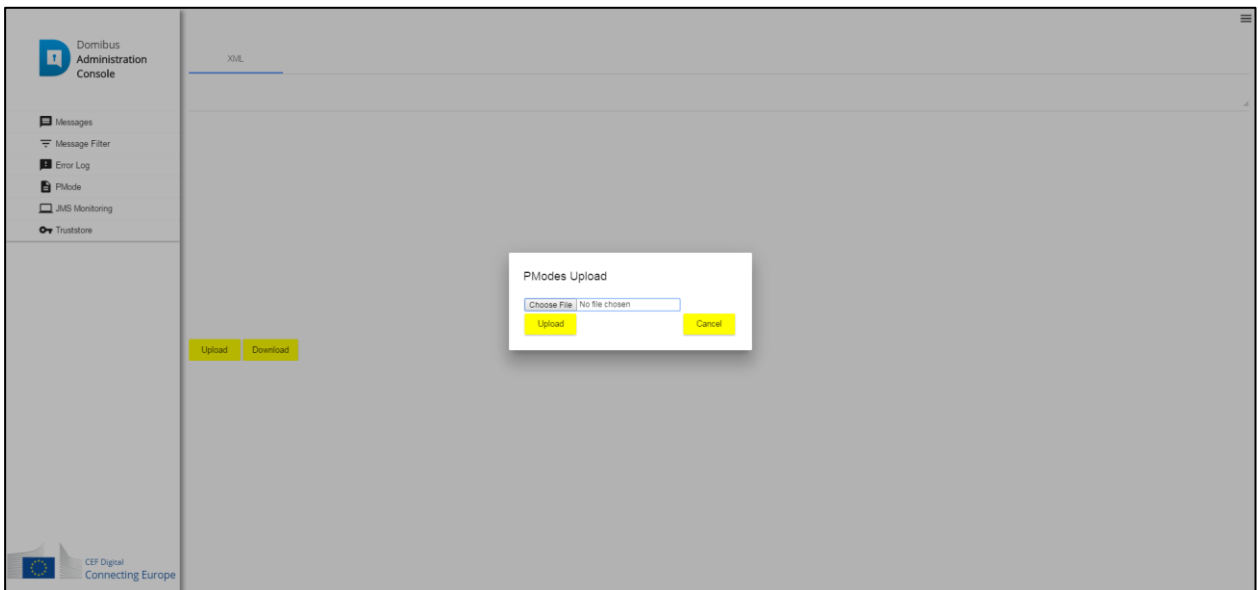 Domibus
Administration
Console
XML
Messages
Message Filter
Error Log
PMode
JMS Monitoring
Truststore
PModes Upload
Choose File No file chosen
Upload Cancel
Upload Download
CEF Digital
Connecting Europe